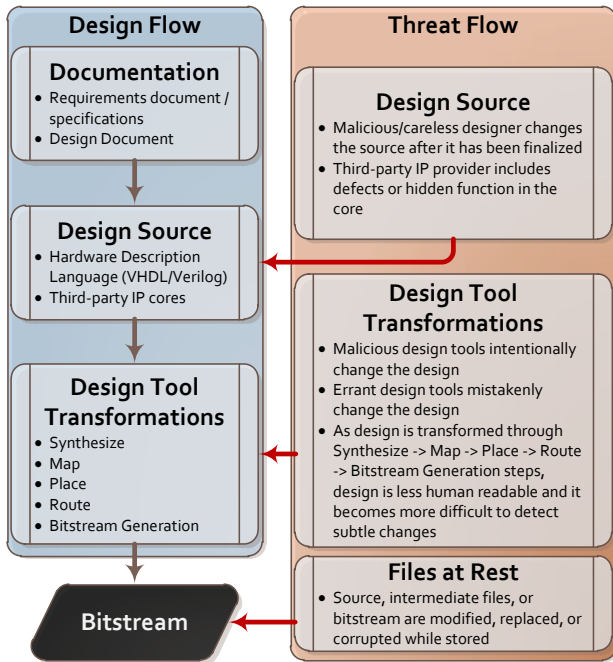 Design Flow
Documentation
• Requirements document /
specifications
• Design Document
Design Source
• Hardware Description
Language (VHDL/Verilog)
• Third-party IP cores
Design Tool
Transformations
• Synthesize
• Map
• Place
• Route
• Bitstream Generation
Bitstream
Threat Flow
Design Source
• Malicious/careless designer changes
the source after it has been finalized
• Third-party IP provider includes
defects or hidden function in the
core
Design Tool
Transformations
• Malicious design tools intentionally
change the design
• Errant design tools mistakenly
change the design
• As design is transformed through
Synthesize -> Map -> Place -> Route
-> Bitstream Generation steps,
design is less human readable and it
becomes more difficult to detect
subtle changes
Files at Rest
• Source, intermediate files, or
bitstream are modified, replaced, or
corrupted while stored